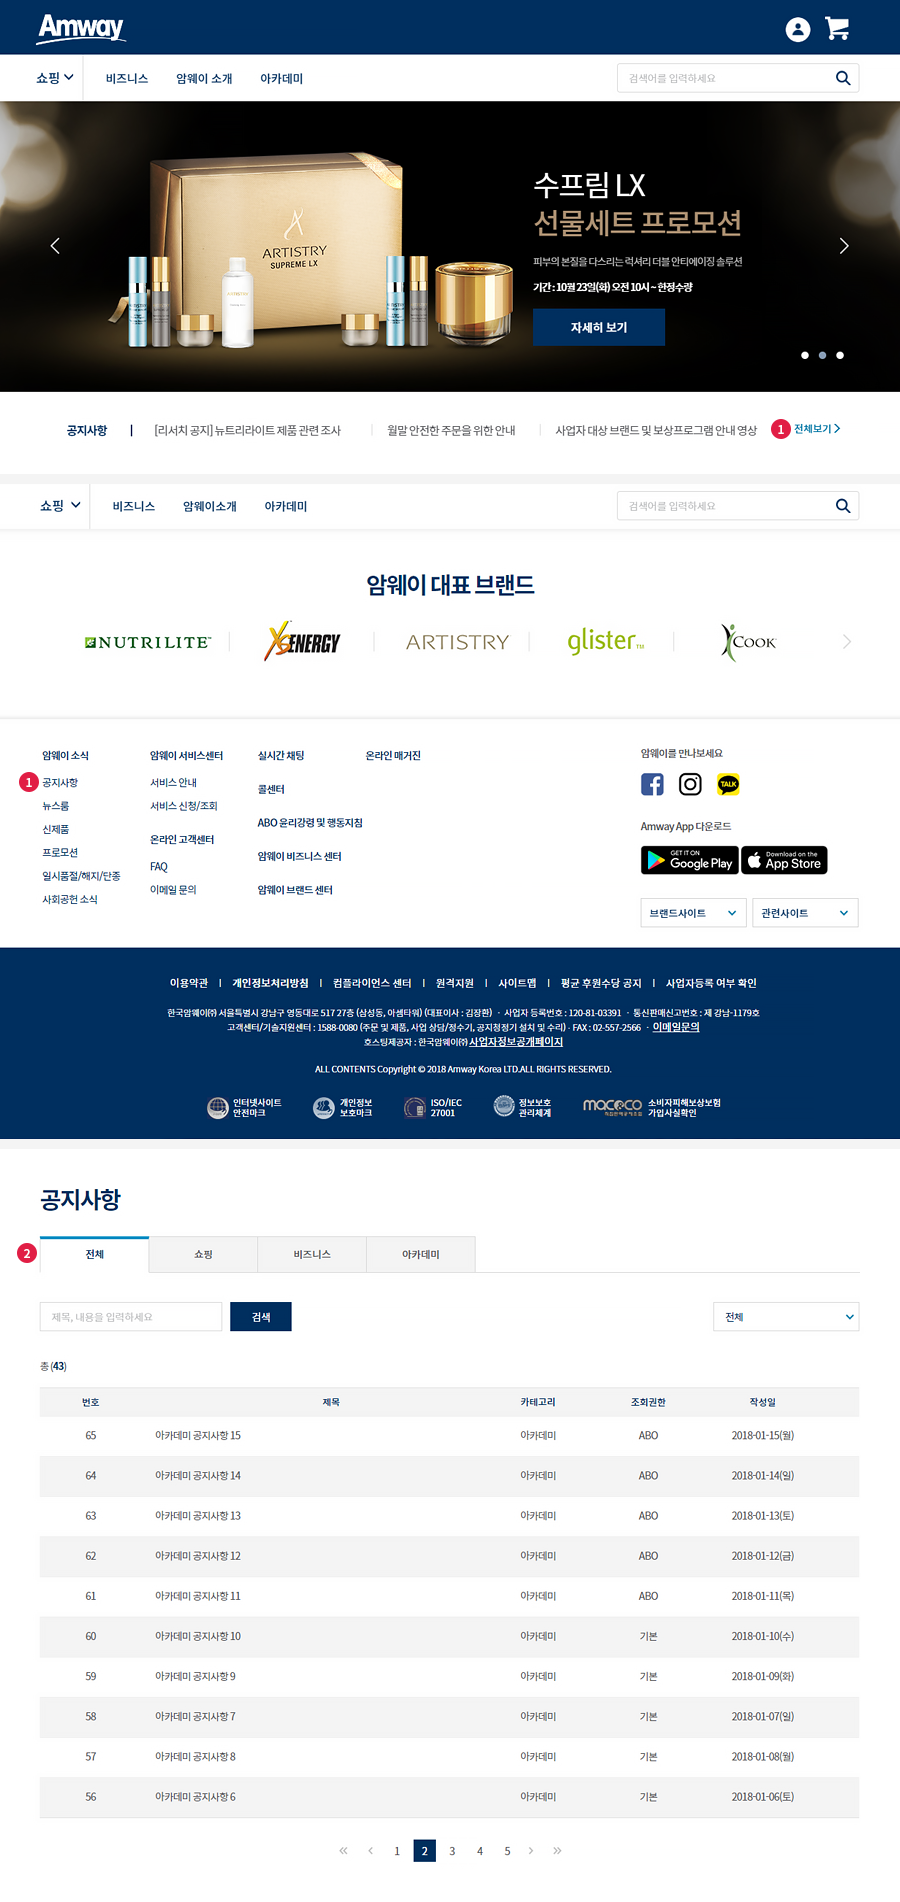 Amway
쇼핑 비즈니스 암웨이 소개 아카데미 검색어를 입력하세요
수프림 LX
선물세트 프로모션
피부의 본질을 다스리는 럭셔리 더블 안티에이징 솔루션
기간 : 10월 23일(화) 오전 10시 ~ 한정수량
자세히 보기
ARTISTRY
SUPREME LX
ARTISTRY
공지사항 [리서치 공지] 뉴트리라이트 제품 관련 조사 월말 안전한 주문을 위한 안내 사업자 대상 브랜드 및 보상프로그램 안내 영상 1 전체보기
쇼핑 비즈니스 암웨이소개 아카데미 검색어를 입력하세요
암웨이 대표 브랜드
NUTRILITE XS ENERGY ARTISTRY glister™ iCOOK
암웨이 소식 암웨이 서비스센터 실시간 채팅 온라인 매거진 암웨이를 만나보세요
1 공지사항 서비스 안내 콜센터
뉴스룸 서비스 신청/조회 TALK
신제품 온라인 고객센터 ABO 윤리강령 및 행동지침 Amway App 다운로드
프로모션 FAQ 암웨이 비즈니스 센터 GET IT ON Google Play Download on the App Store
일시품절/해지/단종 이메일 문의 암웨이 브랜드 센터
사회공헌 소식 브랜드사이트 관련사이트
이용약관 개인정보처리방침 컴플라이언스 센터 원격지원 사이트맵 평균 후원수당 공지 사업자등록 여부 확인
한국암웨이㈜ 서울특별시 강남구 영동대로 517 27층 (삼성동, 아셈타워) (대표이사 : 김장환) · 사업자 등록번호 : 120-81-03391 · 통신판매신고번호 : 제 강남-1179호
고객센터/기술지원센터 : 1588-0080 (주문 및 제품, 사업 상담/정수기, 공기청정기 설치 및 수리) · FAX : 02-557-2566 · 이메일문의
호스팅제공자 : 한국암웨이㈜ 사업자정보공개페이지
ALL CONTENTS Copyright © 2018 Amway Korea LTD.ALL RIGHTS RESERVED.
인터넷사이트 개인정보 ISO/IEC 정보보호 macco 소비자피해보상보험
안전마크 보호마크 27001 관리체계 직접판매공제조합 가입사실확인
공지사항
2 전체 쇼핑 비즈니스 아카데미
제목, 내용을 입력하세요 검색 전체
총 (43)
번호 제목 카테고리 조회권한 작성일
65 아카데미 공지사항 15 아카데미 ABO 2018-01-15(월)
64 아카데미 공지사항 14 아카데미 ABO 2018-01-14(일)
63 아카데미 공지사항 13 아카데미 ABO 2018-01-13(토)
62 아카데미 공지사항 12 아카데미 ABO 2018-01-12(금)
61 아카데미 공지사항 11 아카데미 ABO 2018-01-11(목)
60 아카데미 공지사항 10 아카데미 기본 2018-01-10(수)
59 아카데미 공지사항 9 아카데미 기본 2018-01-09(화)
58 아카데미 공지사항 7 아카데미 기본 2018-01-07(일)
57 아카데미 공지사항 8 아카데미 기본 2018-01-08(월)
56 아카데미 공지사항 6 아카데미 기본 2018-01-06(토)
« ‹ 1 2 3 4 5 › »